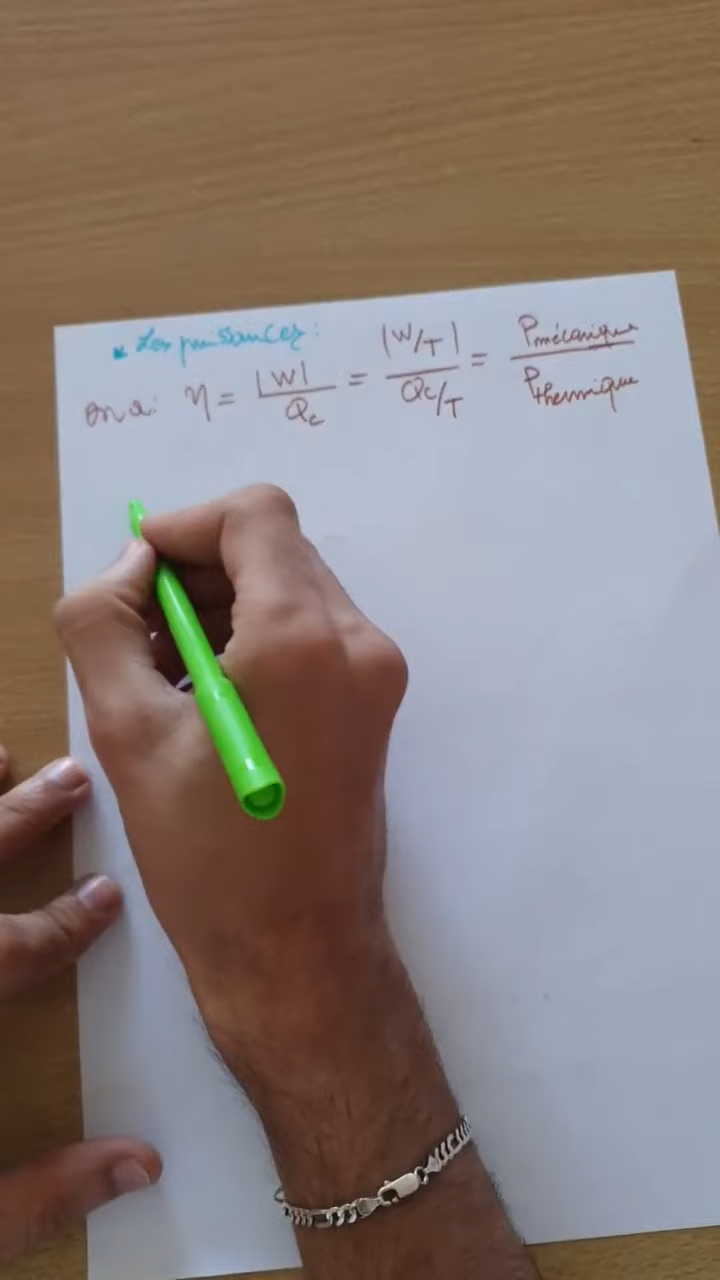 Les puissances:
on a: η = |W| / Qc = |W/T| / Qc/T = Pmécanique / Pthermique